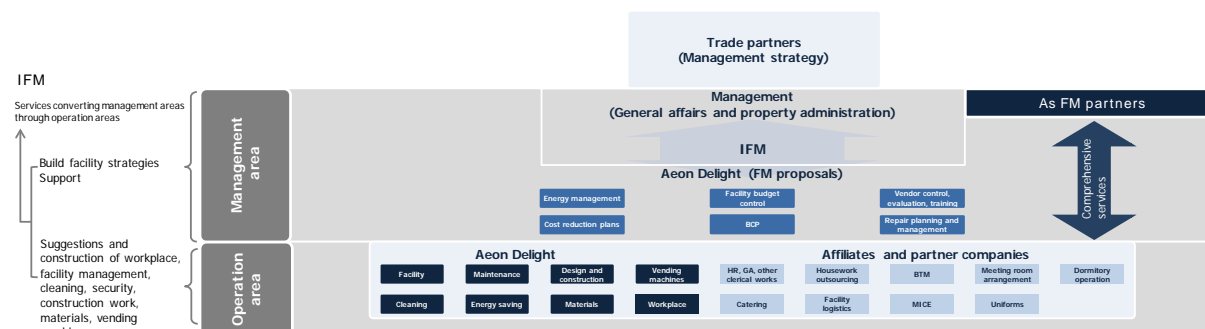 Trade partners
(Management strategy)
IFM
Services converting management areas
through operation areas
Build facility strategies
Support
Suggestions and
construction of workplace,
facility management,
cleaning, security,
construction work,
materials, vending
Management
area
Operation
area
Management
(General affairs and property administration)
IFM
Aeon Delight (FM proposals)
As FM partners
Comprehensive
services
Energy management
Facility budget
control
Vendor control,
evaluation, training
Cost reduction plans
BCP
Repair planning and
management
Aeon Delight
Affiliates and partner companies
Facility
Maintenance
Design and
construction
Vending
machines
HR, GA, other
clerical works
Housework
outsourcing
BTM
Meeting room
arrangement
Dormitory
operation
Cleaning
Energy saving
Materials
Workplace
Catering
Facility
logistics
MICE
Uniforms